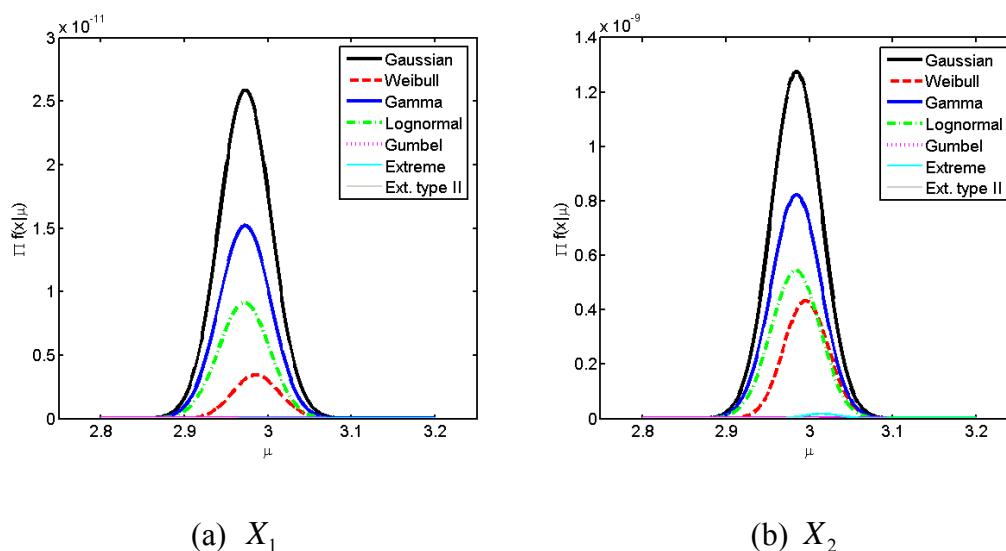 x 10⁻¹¹
3
2.5
2
1.5
1
0.5
0
2.8 2.9 3 3.1 3.2
μ
Π f(x|μ)
Gaussian
Weibull
Gamma
Lognormal
Gumbel
Extreme
Ext. type II
(a) X₁
x 10⁻⁹
1.4
1.2
1
0.8
0.6
0.4
0.2
0
2.8 2.9 3 3.1 3.2
μ
Π f(x|μ)
Gaussian
Weibull
Gamma
Lognormal
Gumbel
Extreme
Ext. type II
(b) X₂